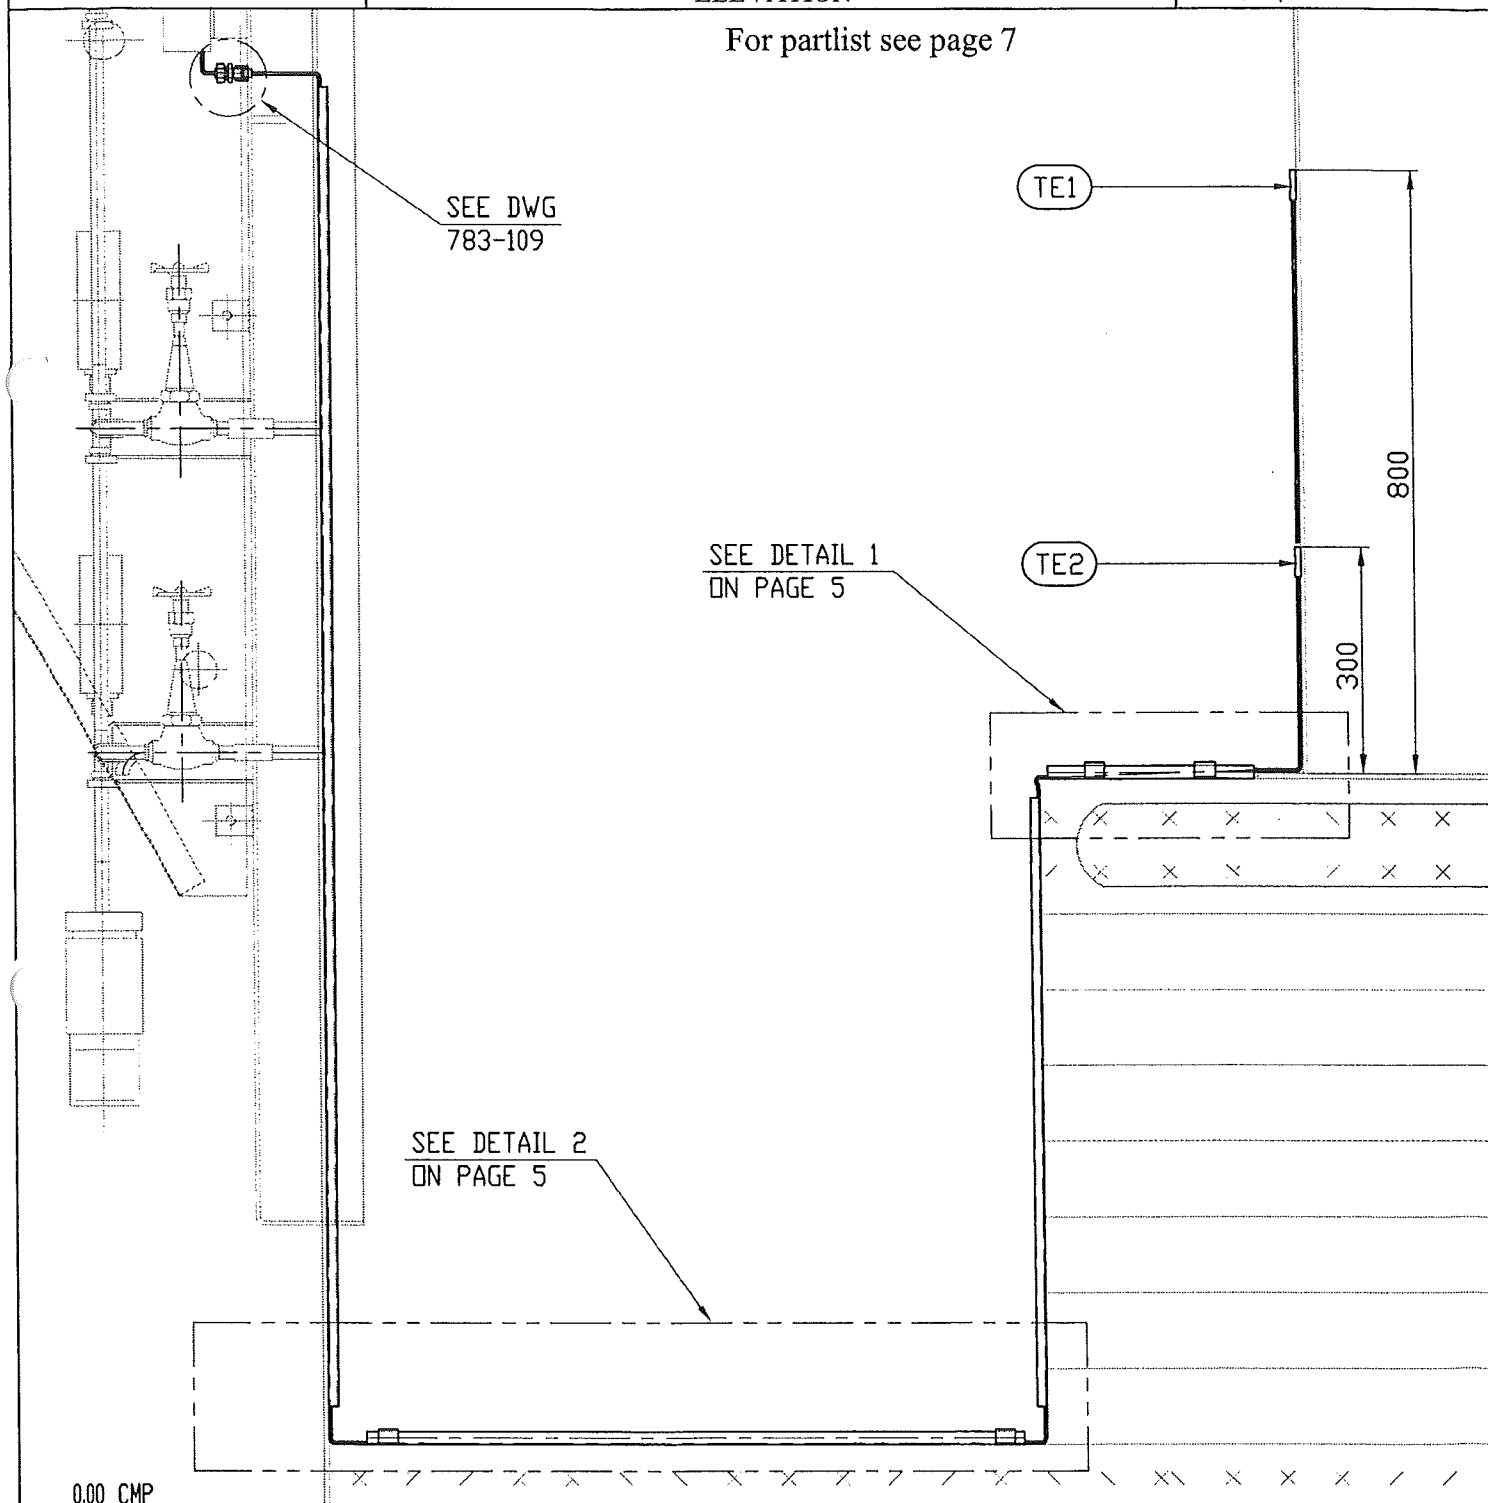 ELEVATION
For partlist see page 7
SEE DWG
783-109
TE1
800
SEE DETAIL 1
ON PAGE 5
TE2
300
SEE DETAIL 2
ON PAGE 5
0.00 CMP